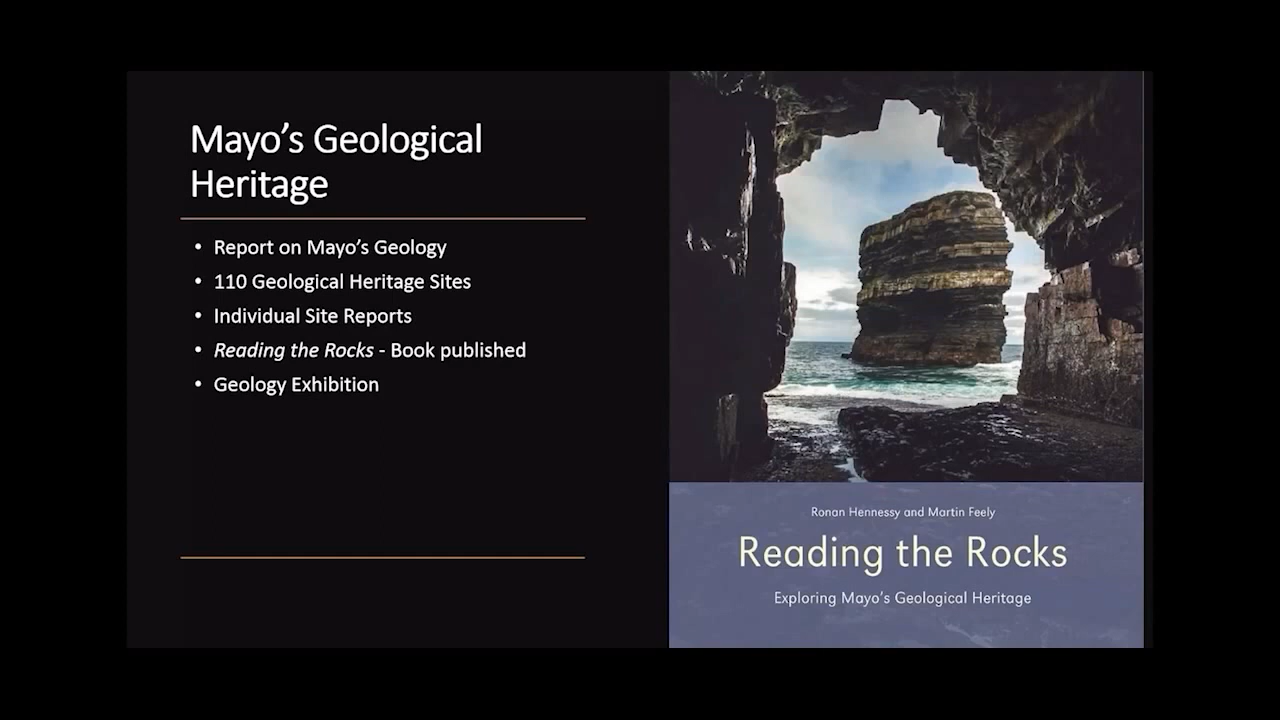 Mayo's Geological
Heritage
• Report on Mayo's Geology
• 110 Geological Heritage Sites
• Individual Site Reports
• Reading the Rocks - Book published
• Geology Exhibition
Ronan Hennessy and Martin Feely
Reading the Rocks
Exploring Mayo's Geological Heritage